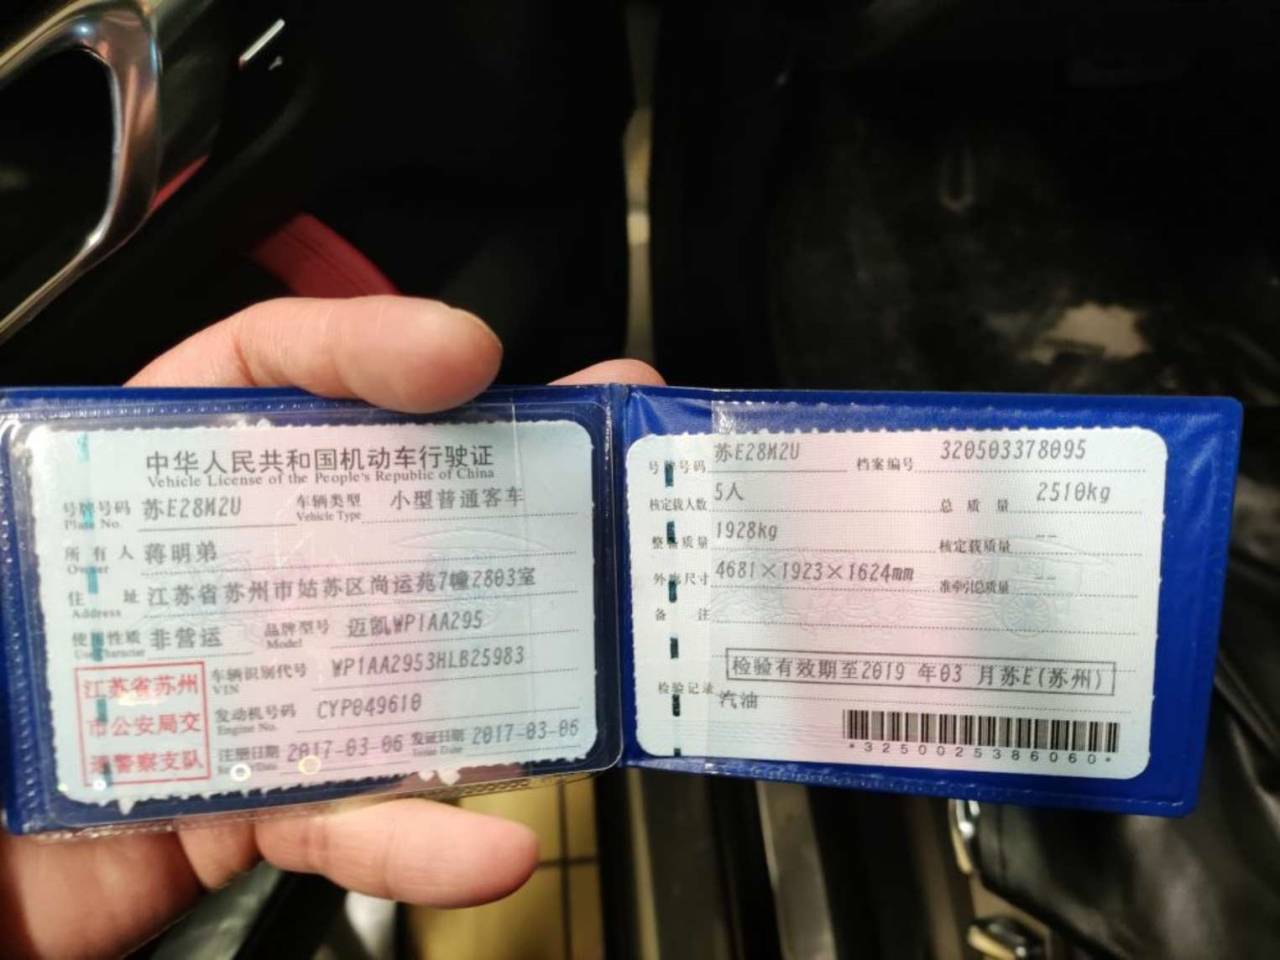 中华人民共和国机动车行驶证
Vehicle License of the People's Republic of China
号牌号码 苏E28M2U 车辆类型 小型普通客车
Plate No. Vehicle Type
所有人 蒋明弟
Owner
住址 江苏省苏州市姑苏区尚运苑7幢2803室
Address
使用性质 非营运 品牌型号 迈凯WP1AA295
Use Character Model
江苏省苏州
市公安局交
通警察支队
车辆识别代号 WP1AA2953HLB25983
VIN
发动机号码 CYP049610
Engine No.
注册日期 2017-03-06 发证日期 2017-03-06
Register Date Issue Date
号牌号码 苏E28M2U 档案编号 320503378095
核定载人数 5人 总质量 2510kg
整备质量 1928kg 核定载质量 --
外廓尺寸 4681×1923×1624mm 准牵引总质量 --
备注
检验有效期至2019 年03 月苏E(苏州)
检验记录 汽油
*3250025386060*